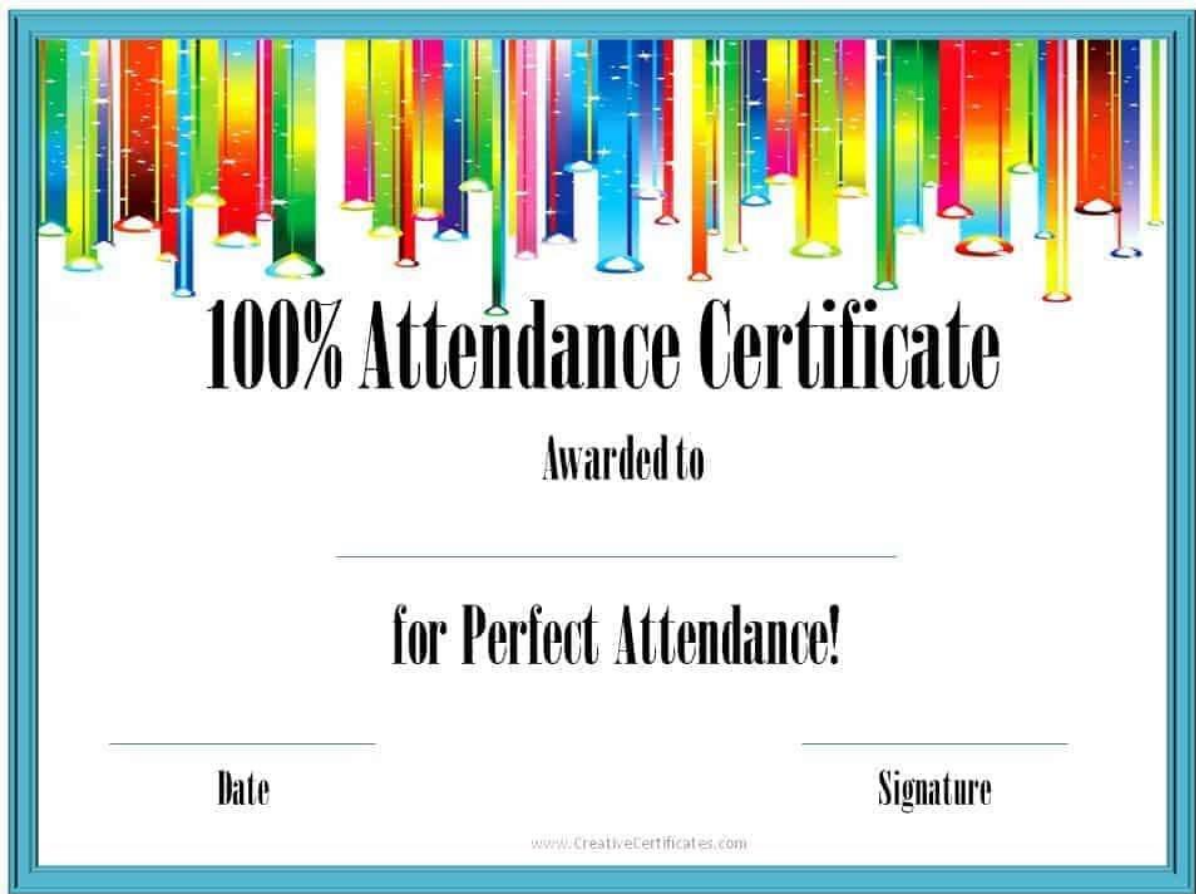 100% Attendance Certificate
Awarded to
for Perfect Attendance!
Date Signature
www.CreativeCertificates.com